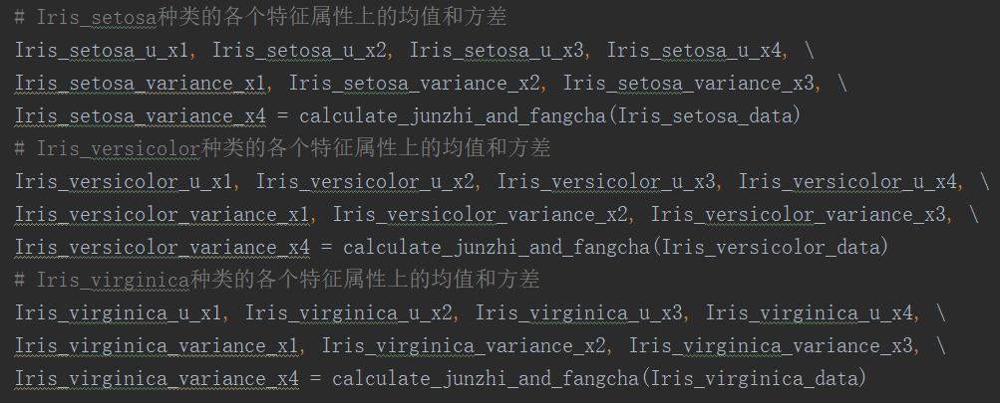 # Iris_setosa种类的各个特征属性上的均值和方差
Iris_setosa_u_x1, Iris_setosa_u_x2, Iris_setosa_u_x3, Iris_setosa_u_x4, \
Iris_setosa_variance_x1, Iris_setosa_variance_x2, Iris_setosa_variance_x3, \
Iris_setosa_variance_x4 = calculate_junzhi_and_fangcha(Iris_setosa_data)
# Iris_versicolor种类的各个特征属性上的均值和方差
Iris_versicolor_u_x1, Iris_versicolor_u_x2, Iris_versicolor_u_x3, Iris_versicolor_u_x4, \
Iris_versicolor_variance_x1, Iris_versicolor_variance_x2, Iris_versicolor_variance_x3, \
Iris_versicolor_variance_x4 = calculate_junzhi_and_fangcha(Iris_versicolor_data)
# Iris_virginica种类的各个特征属性上的均值和方差
Iris_virginica_u_x1, Iris_virginica_u_x2, Iris_virginica_u_x3, Iris_virginica_u_x4, \
Iris_virginica_variance_x1, Iris_virginica_variance_x2, Iris_virginica_variance_x3, \
Iris_virginica_variance_x4 = calculate_junzhi_and_fangcha(Iris_virginica_data)